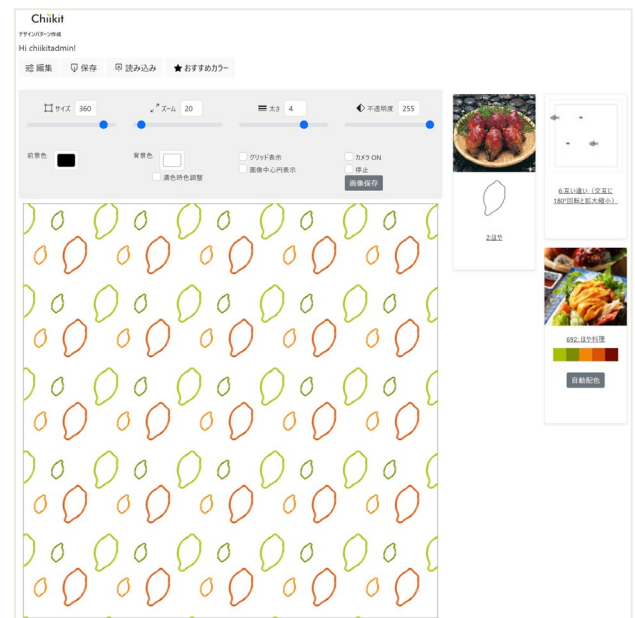 Chiikit
デザインパターン作成
Hi chiikitadmin!
編集 保存 読み込み おすすめカラー
サイズ 360 ズーム 20 太さ 4 不透明度 255
前景色 背景色 グリッド表示 カメラ ON
濃色時色調整 画像中心円表示 停止
画像保存
2:ほや
6:互い違い（交互に
180°回転と拡大縮小）
692: ほや料理
自動配色